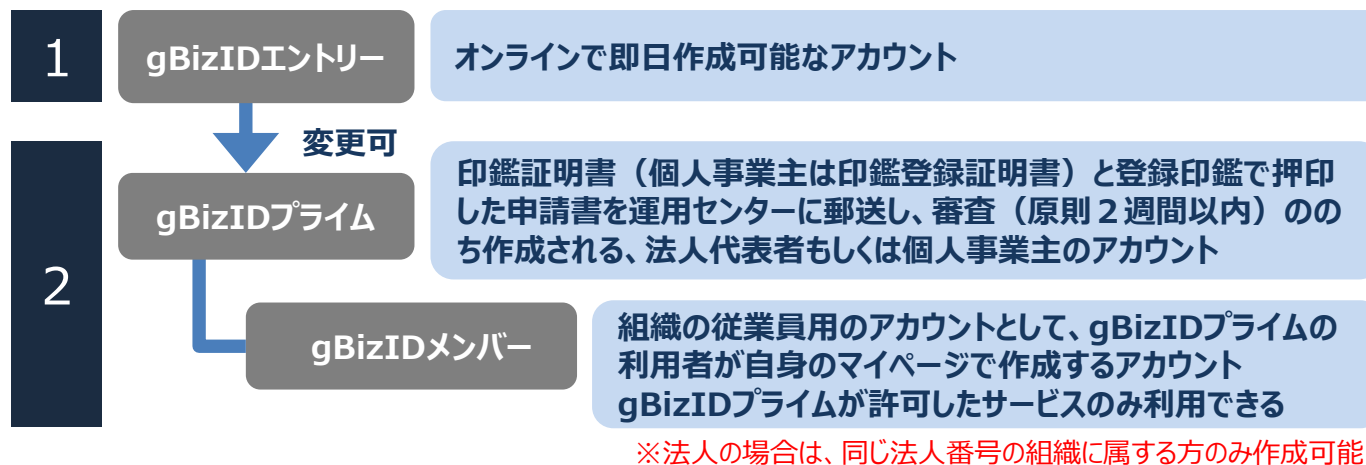 1
gBizIDエントリー
オンラインで即日作成可能なアカウント
変更可
2
gBizIDプライム
印鑑証明書（個人事業主は印鑑登録証明書）と登録印鑑で押印
した申請書を運用センターに郵送し、審査（原則２週間以内）のの
ち作成される、法人代表者もしくは個人事業主のアカウント
gBizIDメンバー
組織の従業員用のアカウントとして、gBizIDプライムの
利用者が自身のマイページで作成するアカウント
gBizIDプライムが許可したサービスのみ利用できる
※法人の場合は、同じ法人番号の組織に属する方のみ作成可能